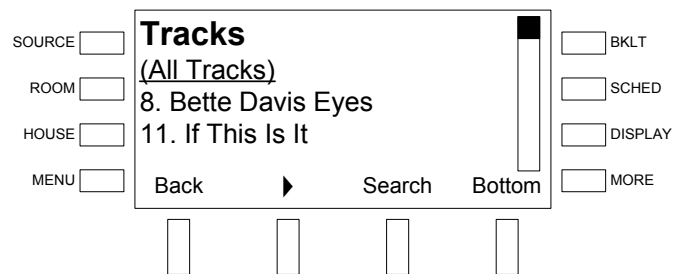 Tracks
(All Tracks)
8. Bette Davis Eyes
11. If This Is It
Back Search Bottom
SOURCE
ROOM
HOUSE
MENU
BKLT
SCHED
DISPLAY
MORE